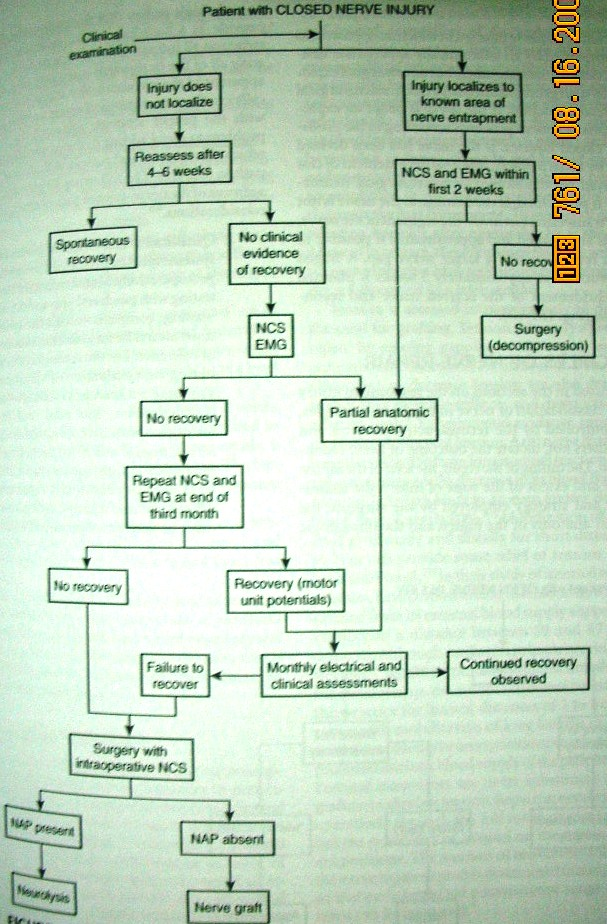 Patient with CLOSED NERVE INJURY
Clinical
examination
Injury does
not localize
Injury localizes to
known area of
nerve entrapment
Reassess after
4–6 weeks
NCS and EMG within
first 2 weeks
Spontaneous
recovery
No clinical
evidence
of recovery
No
Surgery
(decompression)
NCS
EMG
No recovery
Partial anatomic
recovery
Repeat NCS and
EMG at end of
third month
No recovery
Recovery (motor
unit potentials)
Failure to
recover
Monthly electrical and
clinical assessments
Continued recovery
observed
Surgery with
intraoperative NCS
NAP present
NAP absent
Neurolysis
Nerve graft
123 761/ 08.16.200